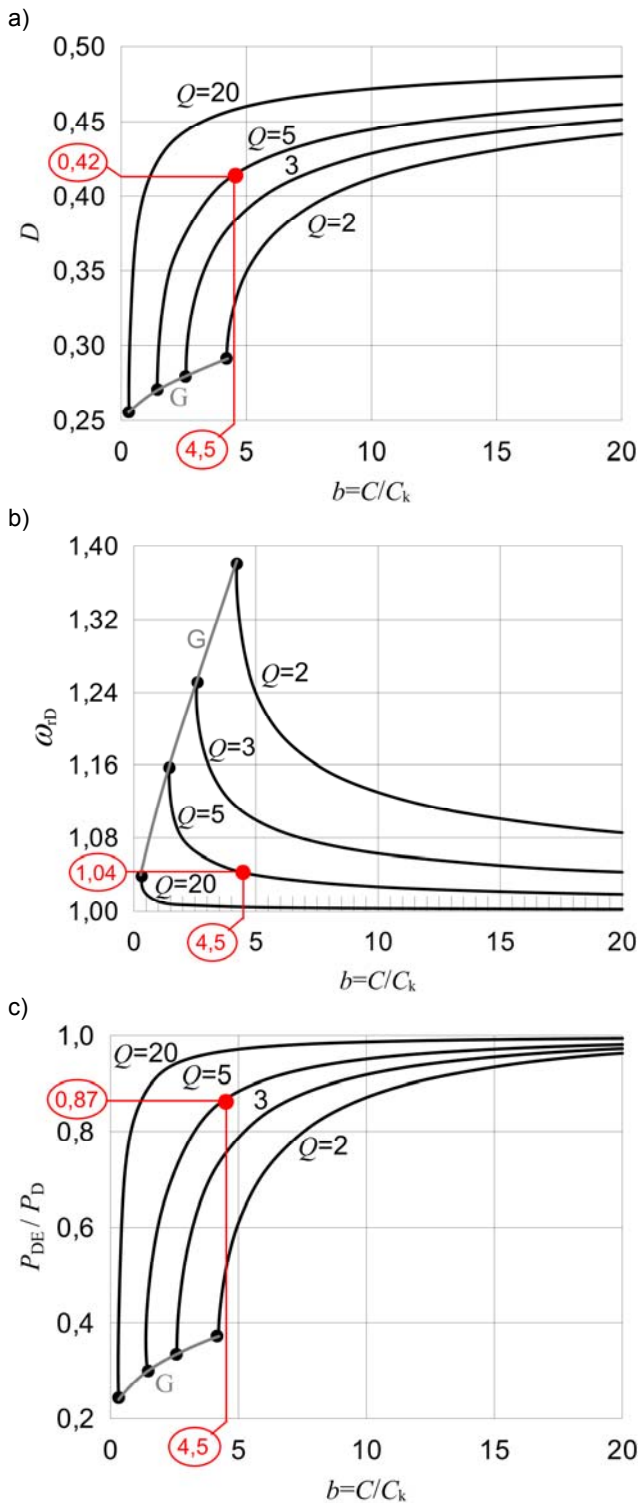 a)
0,50
Q=20
0,45
Q=5
0,42
3
0,40
D
Q=2
0,35
0,30
G
0,25
4,5
0 5 10 15 20
b=C/Ck
b)
1,40
1,32
G
Q=2
1,24
ωrD
Q=3
1,16
Q=5
1,08
1,04
Q=20
1,00
4,5
0 5 10 15 20
b=C/Ck
c)
1,0
Q=20
Q=5
0,87
3
0,8
Q=2
PDE / PD
0,6
0,4
G
0,2
4,5
0 5 10 15 20
b=C/Ck